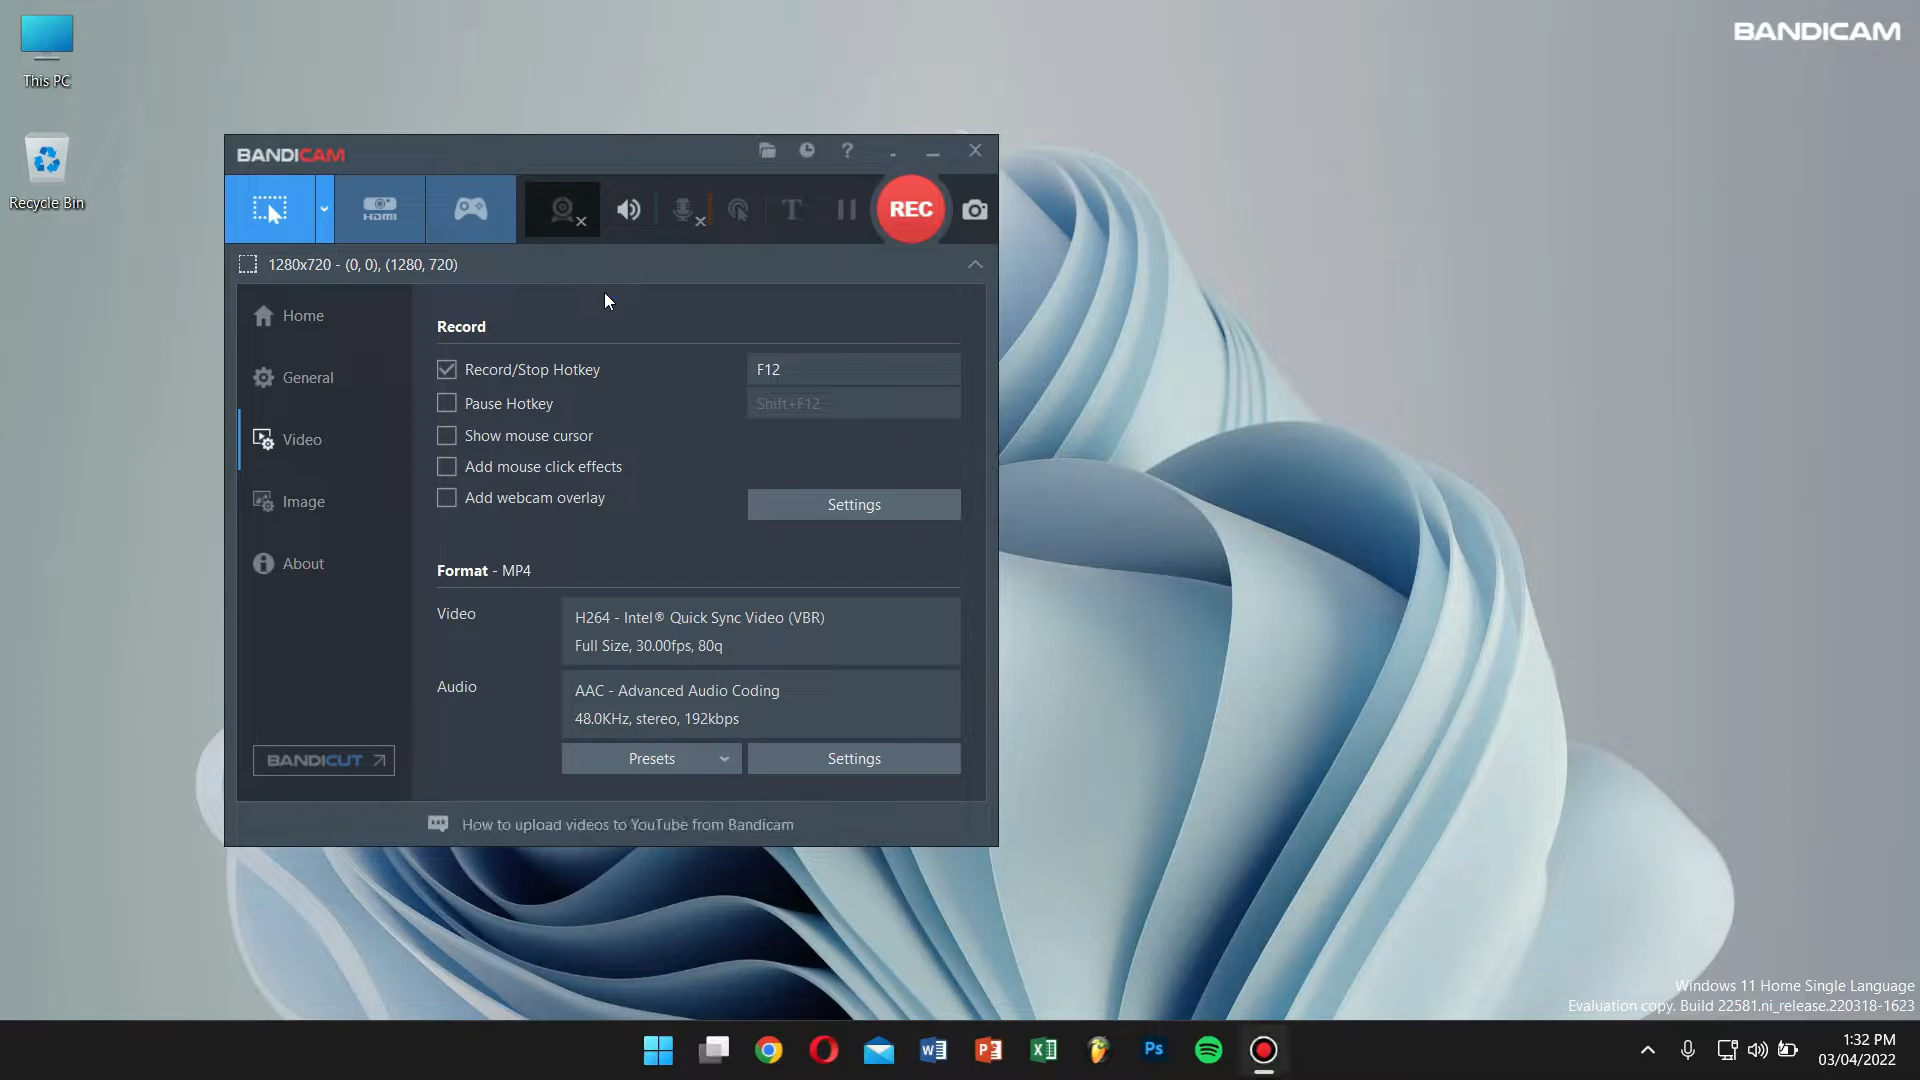 BANDICAM
This PC
Recycle Bin
BANDICAM
HDMI
T
REC
1280x720 - (0, 0), (1280, 720)
Home
General
Video
Image
About
BANDICUT
Record
Record/Stop Hotkey
F12
Pause Hotkey
Shift+F12
Show mouse cursor
Add mouse click effects
Add webcam overlay
Settings
Format - MP4
Video
H264 - Intel® Quick Sync Video (VBR)
Full Size, 30.00fps, 80q
Audio
AAC - Advanced Audio Coding
48.0KHz, stereo, 192kbps
Presets
Settings
How to upload videos to YouTube from Bandicam
Windows 11 Home Single Language
Evaluation copy. Build 22581.ni_release.220318-1623
Ps
1:32 PM
03/04/2022